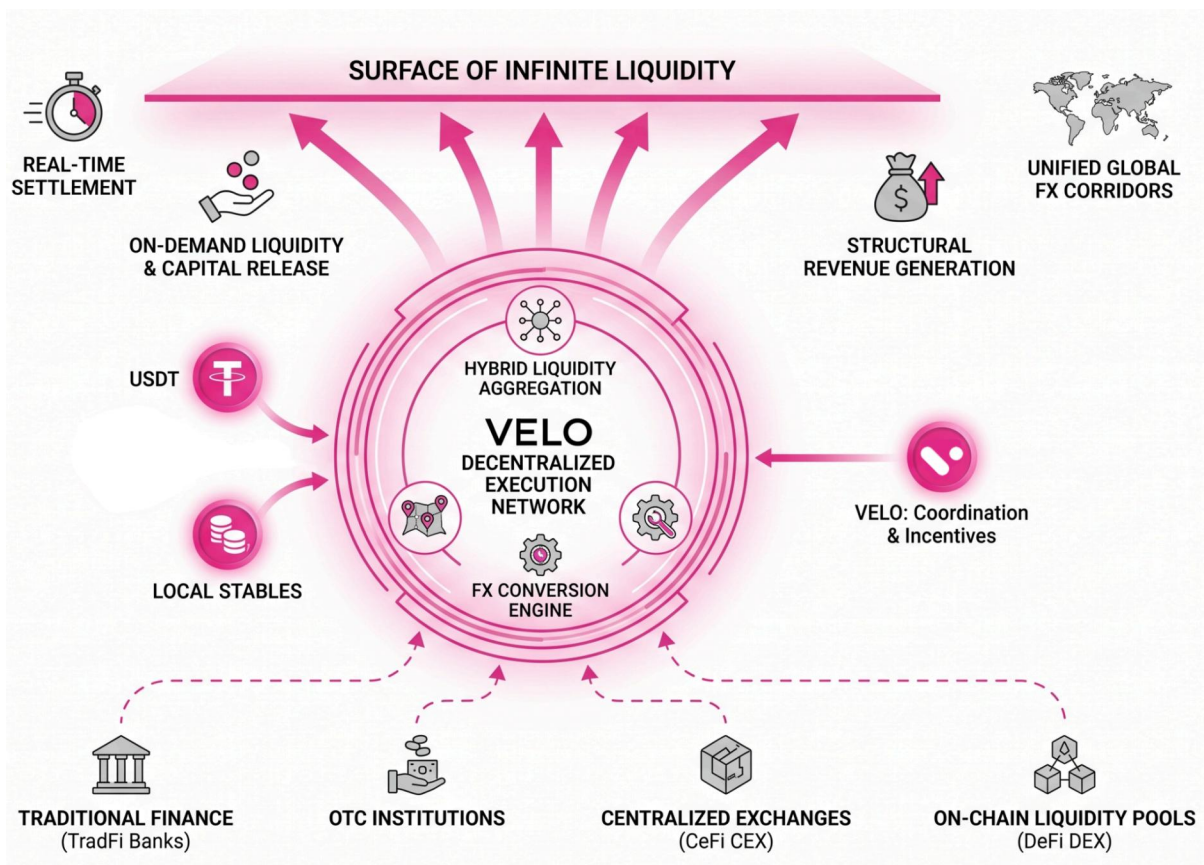 SURFACE OF INFINITE LIQUIDITY
REAL-TIME
SETTLEMENT
ON-DEMAND LIQUIDITY
& CAPITAL RELEASE
STRUCTURAL
REVENUE GENERATION
UNIFIED GLOBAL
FX CORRIDORS
USDT
LOCAL STABLES
HYBRID LIQUIDITY
AGGREGATION
VELO
DECENTRALIZED
EXECUTION
NETWORK
FX CONVERSION
ENGINE
VELO: Coordination
& Incentives
TRADITIONAL FINANCE
(TradFi Banks)
OTC INSTITUTIONS
CENTRALIZED EXCHANGES
(CeFi CEX)
ON-CHAIN LIQUIDITY POOLS
(DeFi DEX)